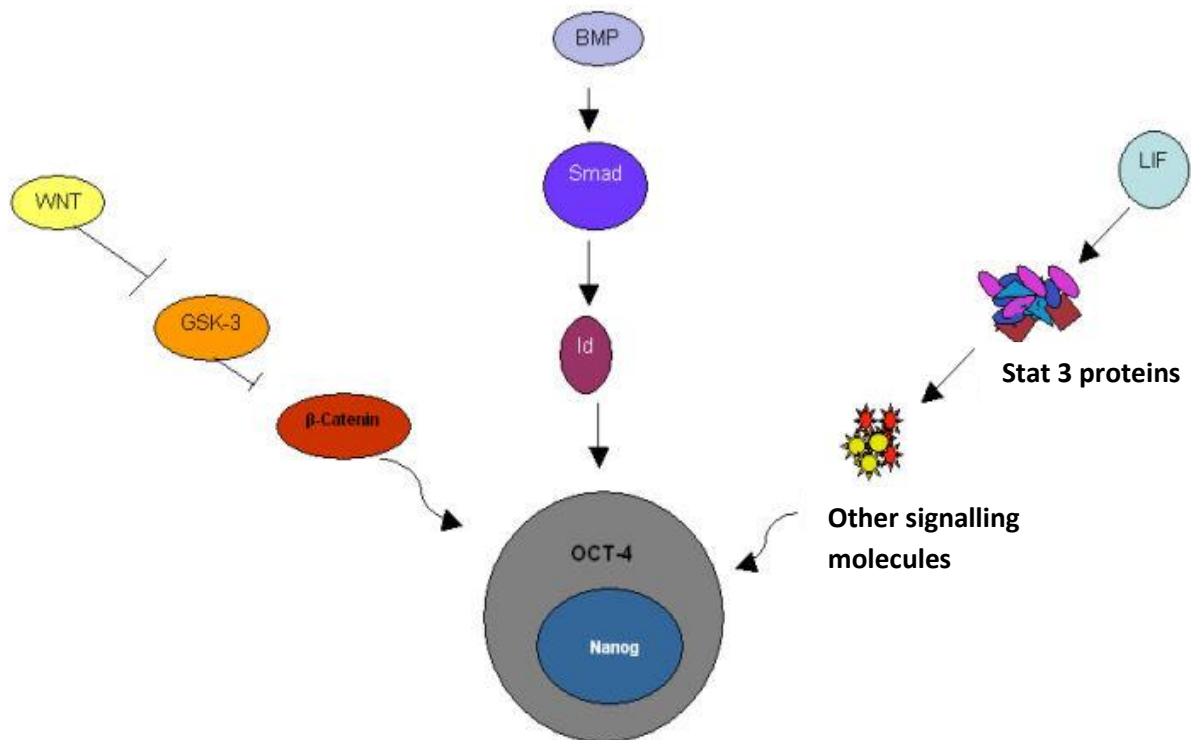 BMP
Smad
LIF
WNT
GSK-3
Id
Stat 3 proteins
β-Catenin
Other signalling
molecules
OCT-4
Nanog